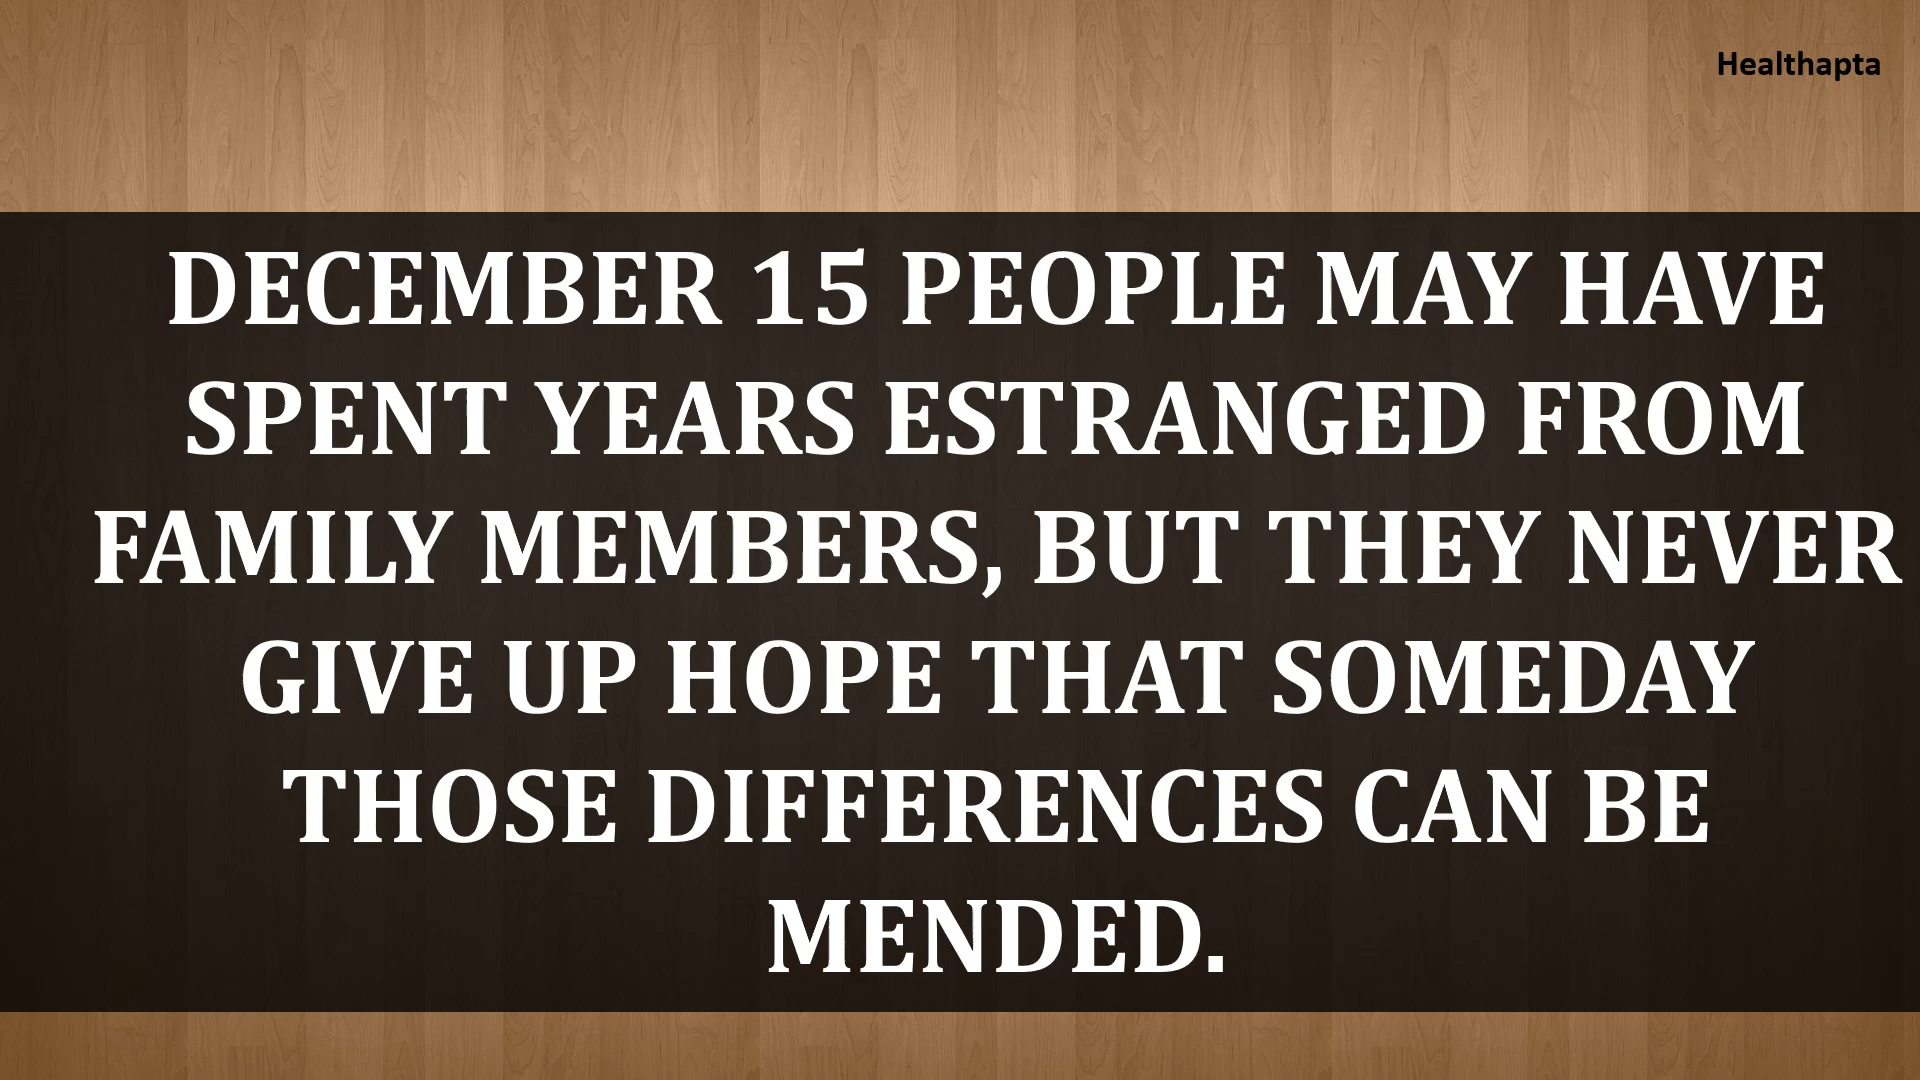 Healthapta
DECEMBER 15 PEOPLE MAY HAVE
SPENT YEARS ESTRANGED FROM
FAMILY MEMBERS, BUT THEY NEVER
GIVE UP HOPE THAT SOMEDAY
THOSE DIFFERENCES CAN BE
MENDED.